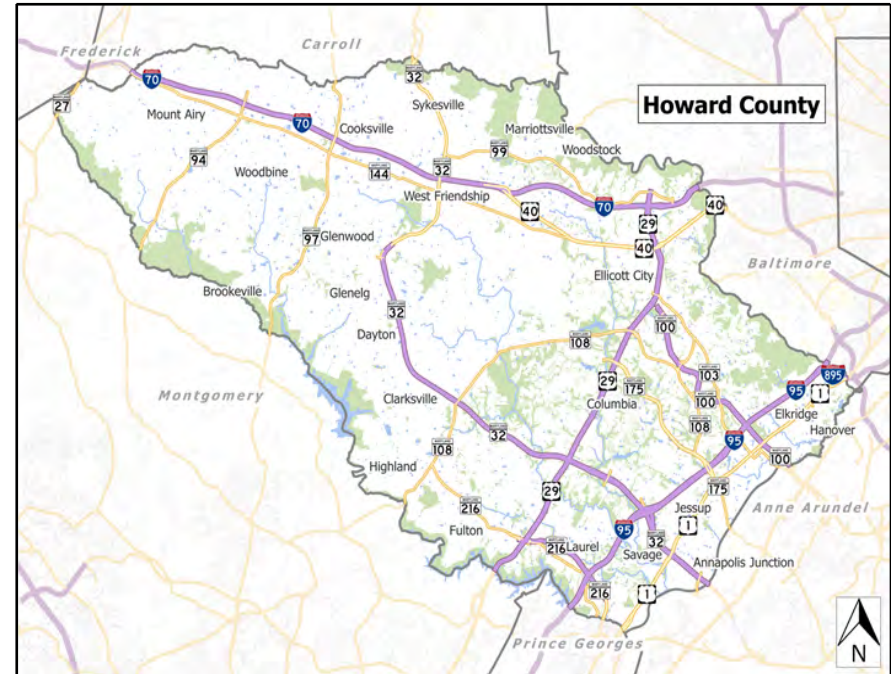 Carroll
Frederick
Howard County
32
70
27
Sykesville
Mount Airy
70
Cooksville
Marriottsville
Woodstock
99
94
144
32
Woodbine
West Friendship
70
40
40
29
97
Glenwood
40
Ellicott City
Baltimore
Brookeville
Glenelg
32
100
Dayton
108
103
895
29
175
95
1
Montgomery
Clarksville
Columbia
100
Elkridge
108
Hanover
32
95
108
100
Highland
29
175
216
Jessup
Anne Arundel
Fulton
95
1
216
Laurel
Savage
32
Annapolis Junction
216
1
Prince Georges
N